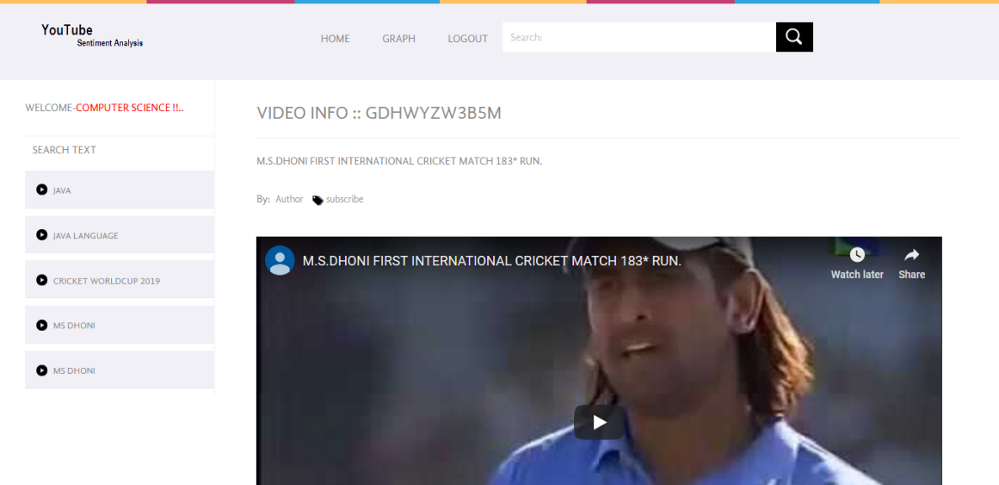 YouTube
Sentiment Analysis
HOME GRAPH LOGOUT Search:
WELCOME-COMPUTER SCIENCE !!..
SEARCH TEXT
JAVA
JAVA LANGUAGE
CRICKET WORLDCUP 2019
MS DHONI
MS DHONI
VIDEO INFO :: GDHWYZW3B5M
M.S.DHONI FIRST INTERNATIONAL CRICKET MATCH 183* RUN.
By: Author subscribe
M.S.DHONI FIRST INTERNATIONAL CRICKET MATCH 183* RUN.
Watch later Share